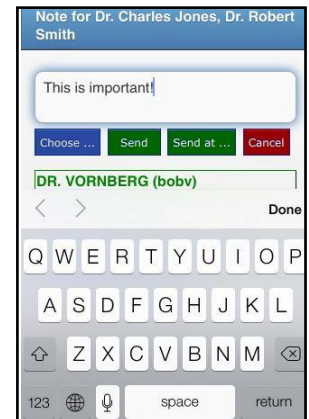 Note for Dr. Charles Jones, Dr. Robert
Smith
This is important!
Choose ... Send Send at ... Cancel
DR. VORNBERG (bobv)
Done
Q W E R T Y U I O P
A S D F G H J K L
Z X C V B N M
123 space return